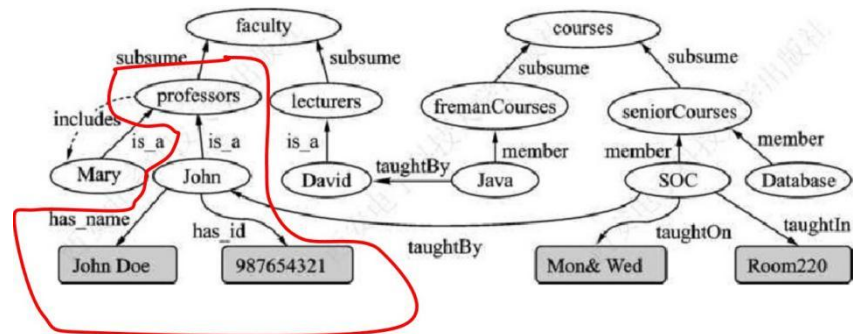 faculty
courses
subsume
subsume
subsume
subsume
professors
lecturers
fremanCourses
seniorCourses
includes
is_a
is_a
is_a
member
member
member
Mary
John
David
taughtBy
Java
SOC
Database
has_name
has_id
taughtBy
taughtOn
taughtIn
John Doe
987654321
Mon& Wed
Room220